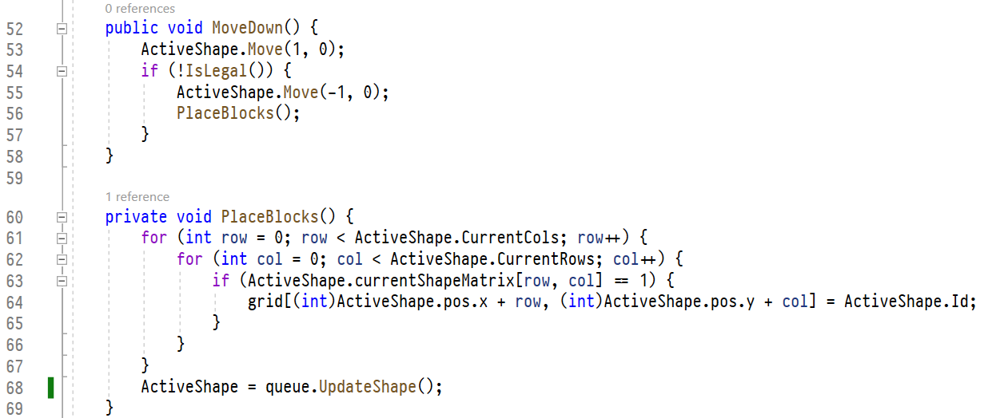 0 references
52 public void MoveDown() {
53 ActiveShape.Move(1, 0);
54 if (!IsLegal()) {
55 ActiveShape.Move(-1, 0);
56 PlaceBlocks();
57 }
58 }
59
1 reference
60 private void PlaceBlocks() {
61 for (int row = 0; row < ActiveShape.CurrentCols; row++) {
62 for (int col = 0; col < ActiveShape.CurrentRows; col++) {
63 if (ActiveShape.currentShapeMatrix[row, col] == 1) {
64 grid[(int)ActiveShape.pos.x + row, (int)ActiveShape.pos.y + col] = ActiveShape.Id;
65 }
66 }
67 }
68 ActiveShape = queue.UpdateShape();
69 }